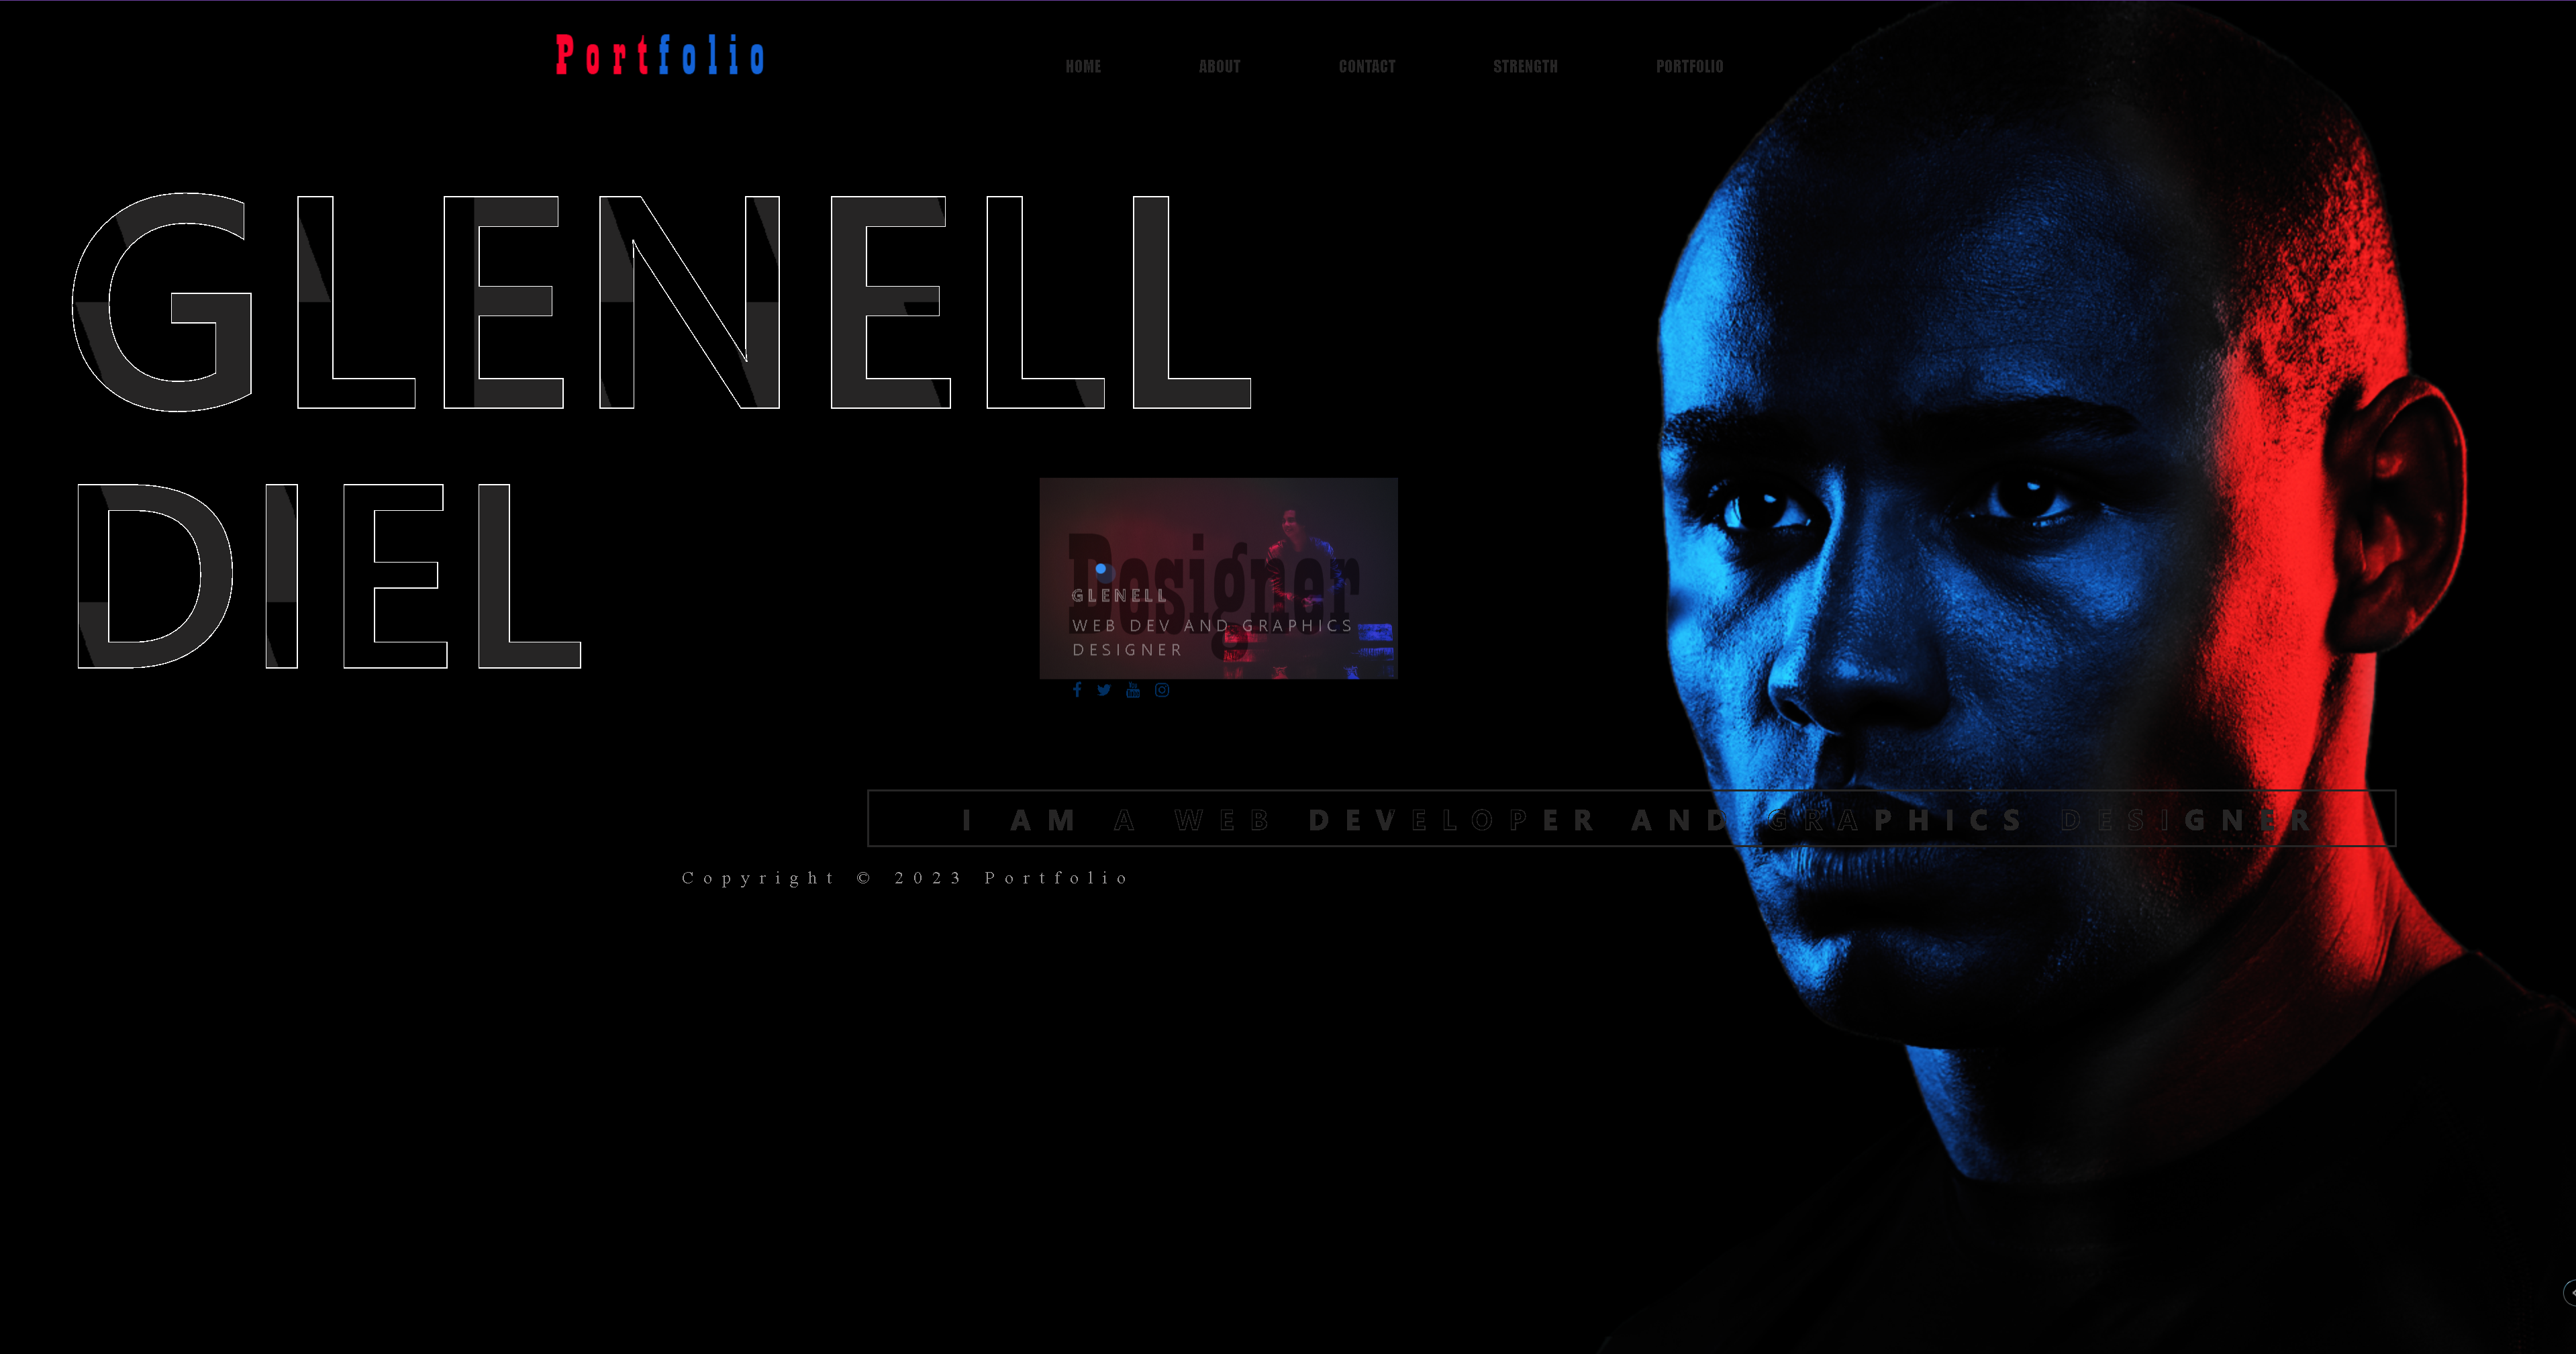 Portfolio
HOME ABOUT CONTACT STRENGTH PORTFOLIO
GLENELL
DIEL
Dosigner
GLENELL
WEB DEV AND GRAPHICS
DESIGNER
I AM A WEB DEVELOPER AND GRAPHICS DESIGNER
Copyright © 2023 Portfolio